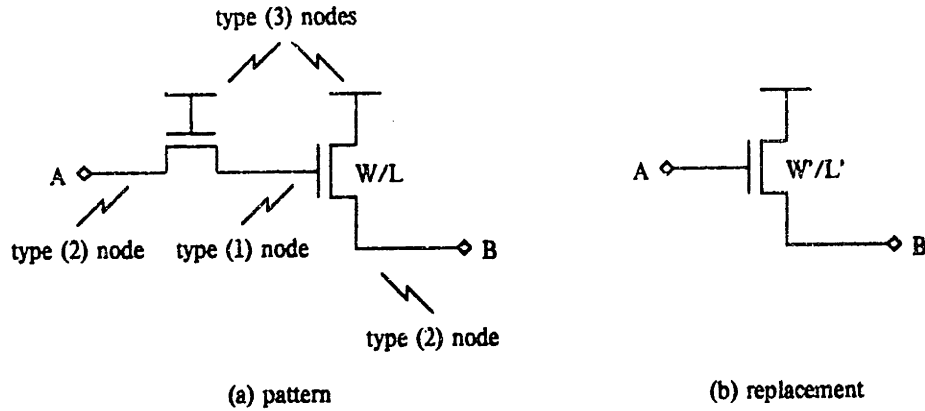 type (3) nodes
A
W/L
type (2) node
type (1) node
B
type (2) node
(a) pattern
A
W'/L'
B
(b) replacement